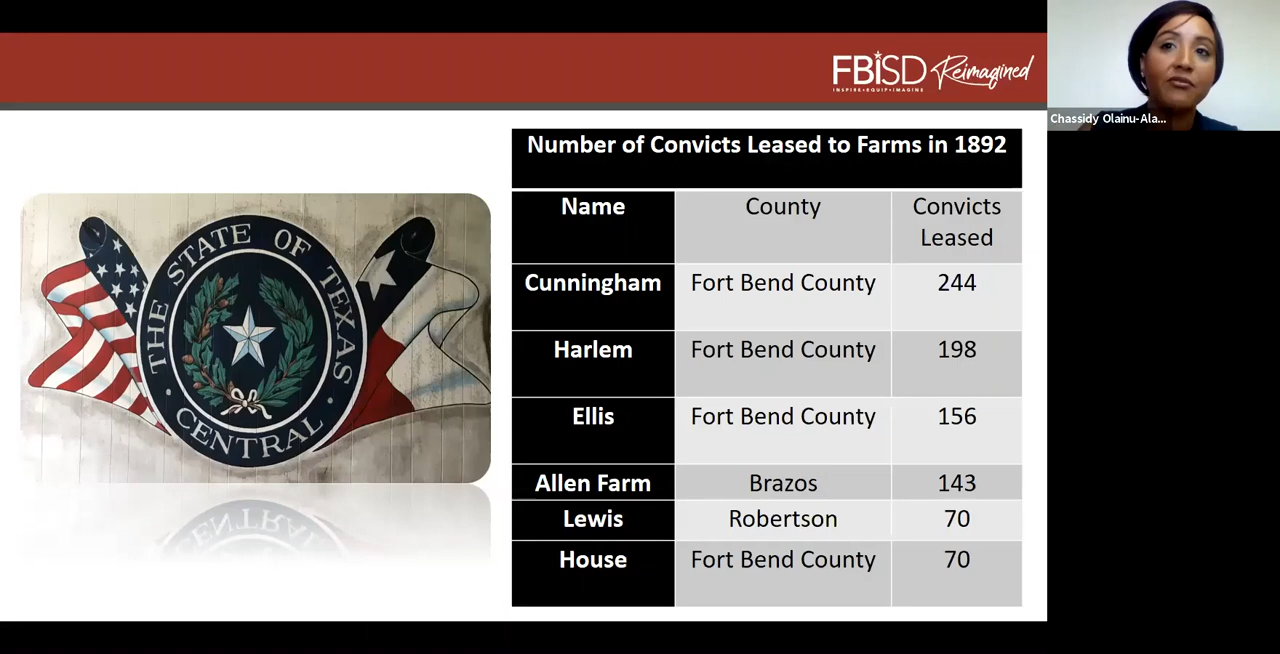 FBISD Reimagined
INSPIRE • EQUIP • IMAGINE
Chassidy Olainu-Ala...
THE STATE OF TEXAS
• CENTRAL •
CENTRAL
Number of Convicts Leased to Farms in 1892
Name County Convicts
Leased
Cunningham Fort Bend County 244
Harlem Fort Bend County 198
Ellis Fort Bend County 156
Allen Farm Brazos 143
Lewis Robertson 70
House Fort Bend County 70